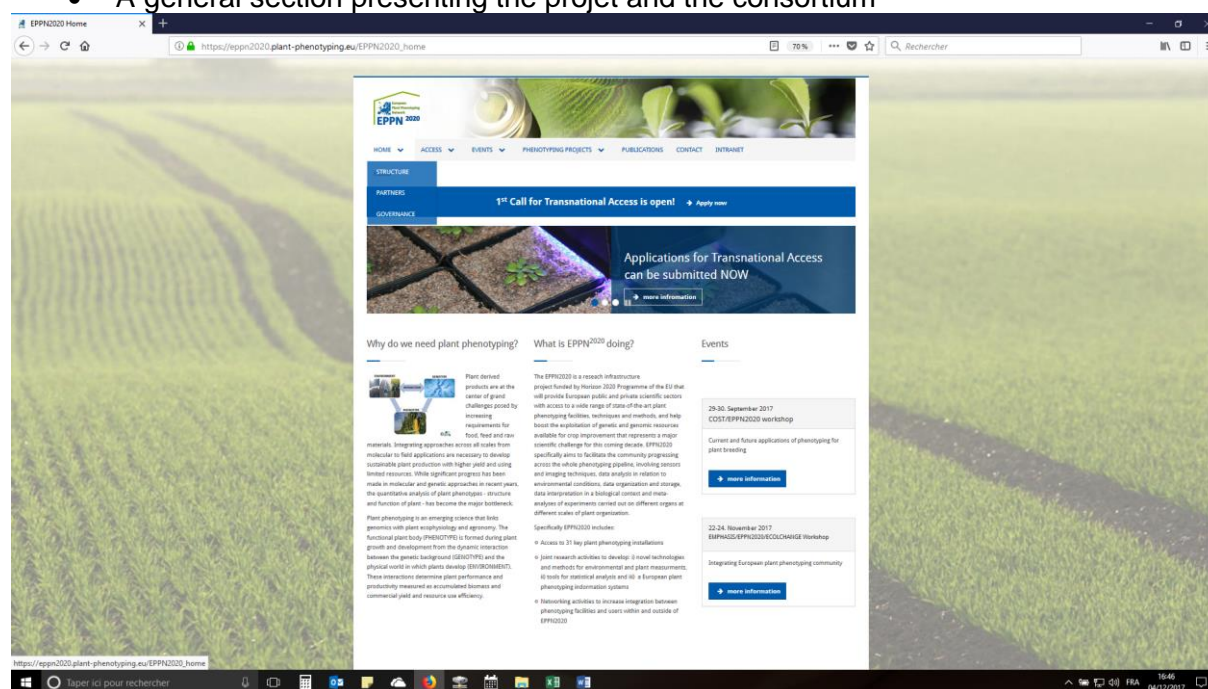 • A general section presenting the projet and the consortium
EPPN2020 Home
https://eppn2020.plant-phenotyping.eu/EPPN2020_home
70%
Rechercher
European
Plant Phenotyping
Network
EPPN 2020
HOME ACCESS EVENTS PHENOTYPING PROJECTS PUBLICATIONS CONTACT INTRANET
STRUCTURE
PARTNERS
GOVERNANCE
1st Call for Transnational Access is open! → Apply now
Applications for Transnational Access
can be submitted NOW
→ more infromation
Why do we need plant phenotyping?
ENVIRONMENT
Plant derived
products are at the
center of grand
challenges posed by
increasing
requirements for
food, feed and raw
materials. Integrating approaches across all scales from
molecular to field applications are necessary to develop
sustainable plant production with higher yield and using
limited resources. While significant progress has been
made in molecular and genetic approaches in recent years,
the quantitative analysis of plant phenotypes - structure
and function of plant - has become the major bottleneck.
Plant phenotyping is an emerging science that links
genomics with plant ecophysiology and agronomy. The
functional plant body (PHENOTYPE) is formed during plant
growth and development from the dynamic interaction
between the genetic background (GENOTYPE) and the
physical world in which plants develop (ENVIRONMENT).
These interactions determine plant performance and
productivity measured as accumulated biomass and
commercial yield and resource use efficiency.
What is EPPN2020 doing?
The EPPN2020 is a reseach infrastructure
project funded by Horizon 2020 Programme of the EU that
will provide European public and private scientific sectors
with access to a wide range of state-of-the-art plant
phenotyping facilities, techniques and methods, and help
boost the exploitation of genetic and genomic resources
available for crop improvement that represents a major
scientific challenge for this coming decade. EPPN2020
specifically aims to facilitate the community progressing
across the whole phenotyping pipeline, involving sensors
and imaging techniques, data analysis in relation to
environmental conditions, data organization and storage,
data interpretation in a biological context and meta-
analyses of experiments carried out on different organs at
different scales of plant organization.
Specifically EPPN2020 includes:
Access to 31 key plant phenotyping installations
Joint research activities to develop: i) novel technologies
and methods for environmental and plant measurments,
ii) tools for statistical analysis and iii) a European plant
phenotyping indormation systems
Networking activities to increase integration between
phenotyping facilities and users within and outside of
EPPN2020
Events
29-30. September 2017
COST/EPPN2020 workshop
Current and future applications of phenotyping for
plant breeding
→ more information
22-24. November 2017
EMPHASIS/EPPN2020/ECOLCHANGE Workshop
Integrating European plant phenotyping community
→ more information
https://eppn2020.plant-phenotyping.eu/EPPN2020_home
Taper ici pour rechercher
FRA
16:46
04/12/2017